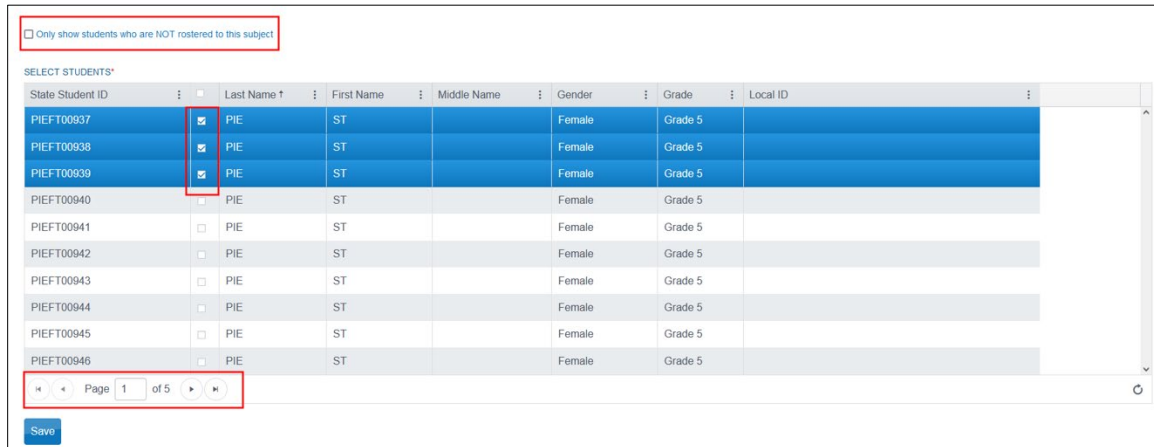 Only show students who are NOT rostered to this subject
SELECT STUDENTS*
State Student ID Last Name ↑ First Name Middle Name Gender Grade Local ID
PIEFT00937 PIE ST Female Grade 5
PIEFT00938 PIE ST Female Grade 5
PIEFT00939 PIE ST Female Grade 5
PIEFT00940 PIE ST Female Grade 5
PIEFT00941 PIE ST Female Grade 5
PIEFT00942 PIE ST Female Grade 5
PIEFT00943 PIE ST Female Grade 5
PIEFT00944 PIE ST Female Grade 5
PIEFT00945 PIE ST Female Grade 5
PIEFT00946 PIE ST Female Grade 5
Page 1 of 5
Save